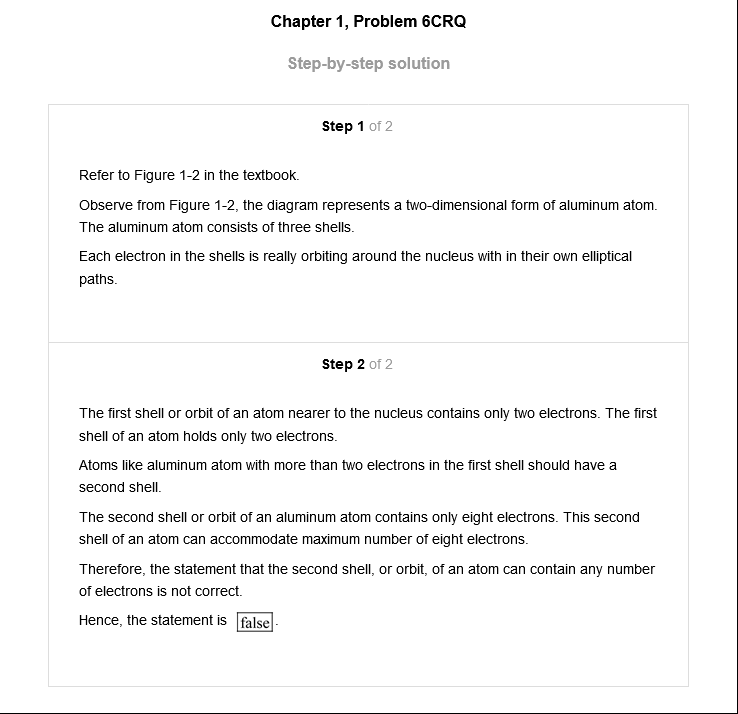 Chapter 1, Problem 6CRQ
Step-by-step solution
Step 1 of 2
Refer to Figure 1-2 in the textbook.
Observe from Figure 1-2, the diagram represents a two-dimensional form of aluminum atom.
The aluminum atom consists of three shells.
Each electron in the shells is really orbiting around the nucleus with in their own elliptical
paths.
Step 2 of 2
The first shell or orbit of an atom nearer to the nucleus contains only two electrons. The first
shell of an atom holds only two electrons.
Atoms like aluminum atom with more than two electrons in the first shell should have a
second shell.
The second shell or orbit of an aluminum atom contains only eight electrons. This second
shell of an atom can accommodate maximum number of eight electrons.
Therefore, the statement that the second shell, or orbit, of an atom can contain any number
of electrons is not correct.
Hence, the statement is false.